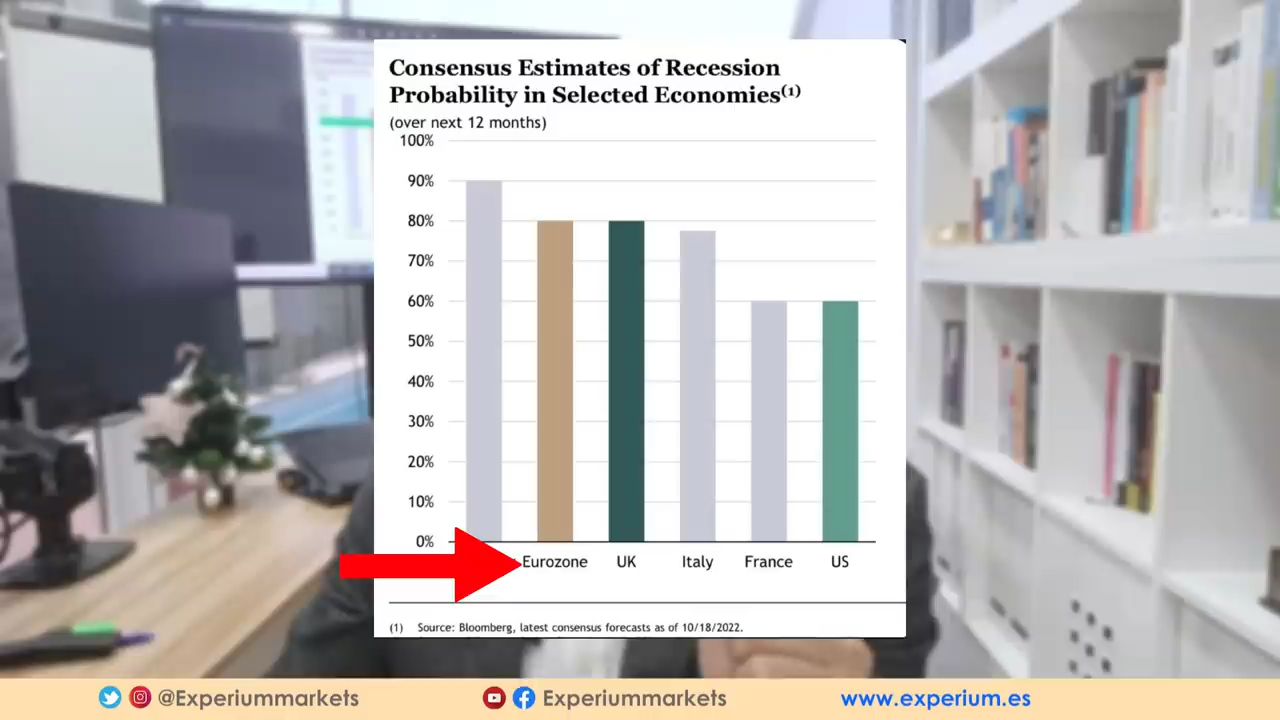 Consensus Estimates of Recession
Probability in Selected Economies(1)
(over next 12 months)
100%
90%
80%
70%
60%
50%
40%
30%
20%
10%
0%
Eurozone UK Italy France US
(1) Source: Bloomberg, latest consensus forecasts as of 10/18/2022.
@Experiummarkets Experiummarkets www.experium.es